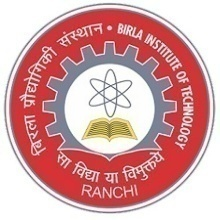 बिरला प्रौद्योगिकी संस्थान · BIRLA INSTITUTE OF TECHNOLOGY
सा विद्या या विमुक्तये
RANCHI